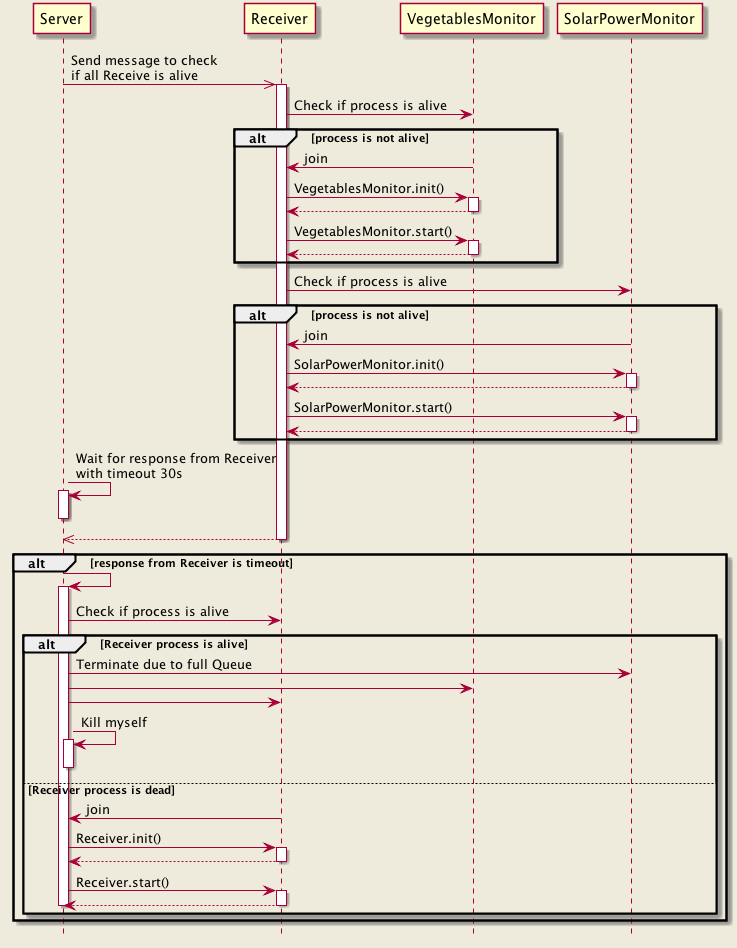 Server
Receiver
VegetablesMonitor
SolarPowerMonitor
Send message to check
if all Receive is alive
Check if process is alive
alt
[process is not alive]
join
VegetablesMonitor.init()
VegetablesMonitor.start()
Check if process is alive
alt
[process is not alive]
join
SolarPowerMonitor.init()
SolarPowerMonitor.start()
Wait for response from Receiver
with timeout 30s
alt
[response from Receiver is timeout]
Check if process is alive
alt
[Receiver process is alive]
Terminate due to full Queue
Kill myself
[Receiver process is dead]
join
Receiver.init()
Receiver.start()